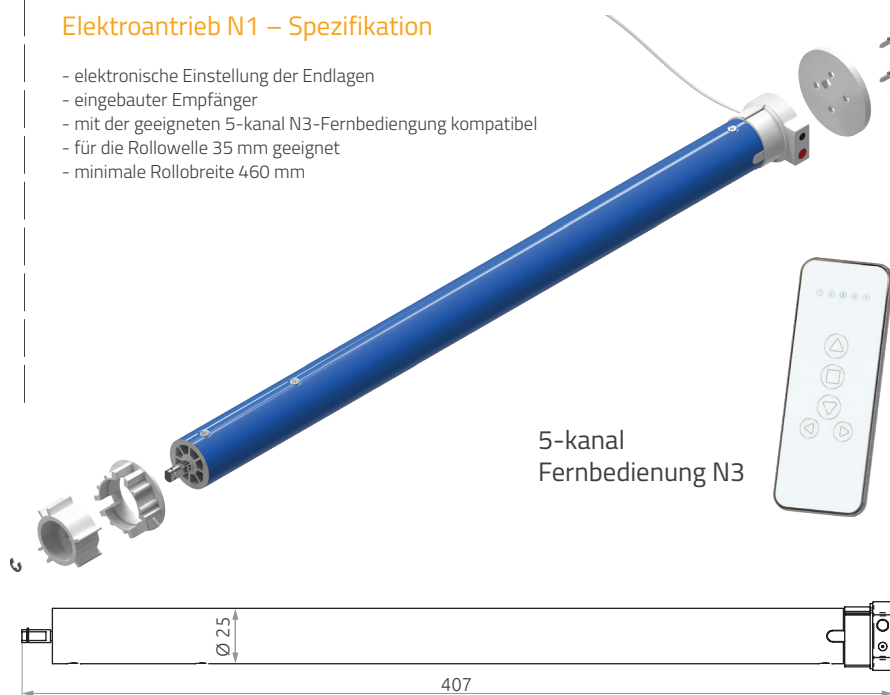 Elektroantrieb N1 – Spezifikation
- elektronische Einstellung der Endlagen
- eingebauter Empfänger
- mit der geeigneten 5-kanal N3-Fernbediengung kompatibel
- für die Rollowelle 35 mm geeignet
- minimale Rollobreite 460 mm
5-kanal
Fernbedienung N3
Ø 25
407